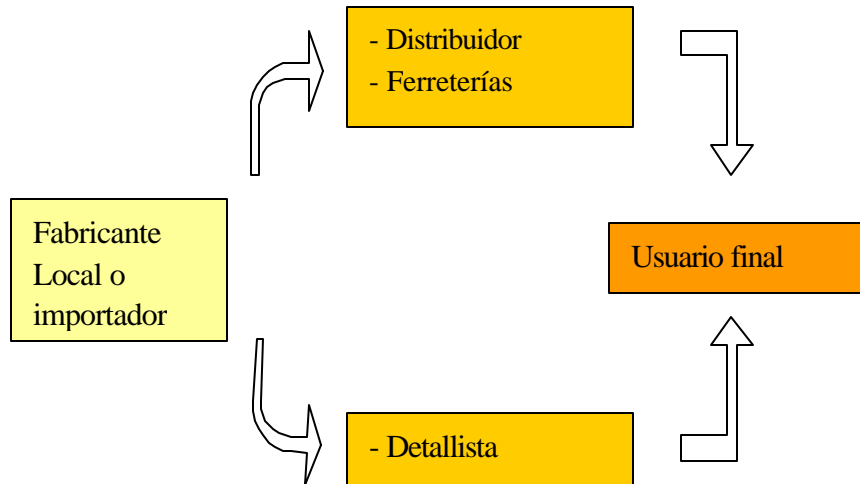 - Distribuidor
- Ferreterías
Fabricante
Local o
importador
Usuario final
- Detallista